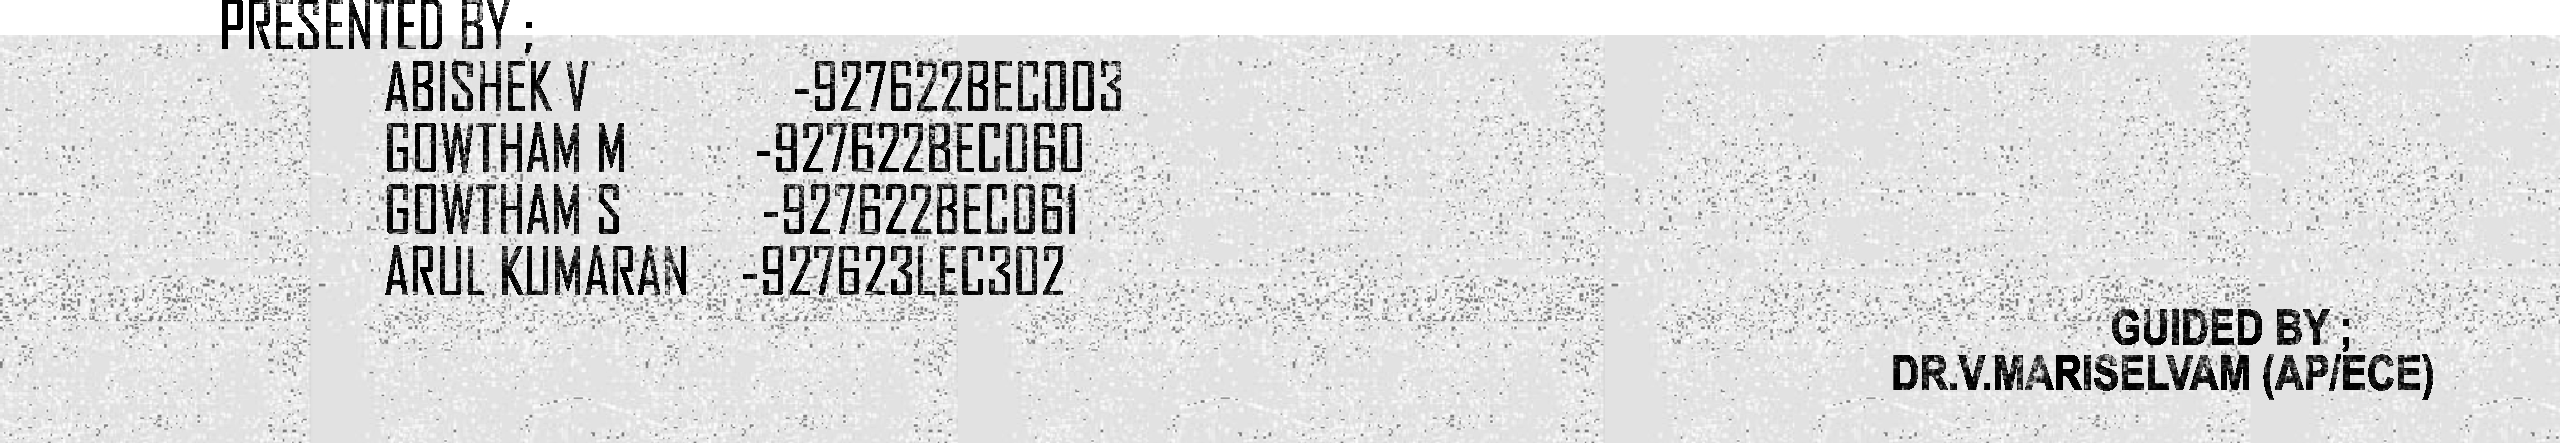 PRESENTED BY ;
ABISHEK V -927622BEC003
GOWTHAM M -927622BEC060
GOWTHAM S -927622BEC061
ARUL KUMARAN -927623LEC302
GUIDED BY ;
DR.V.MARISELVAM (AP/ECE)